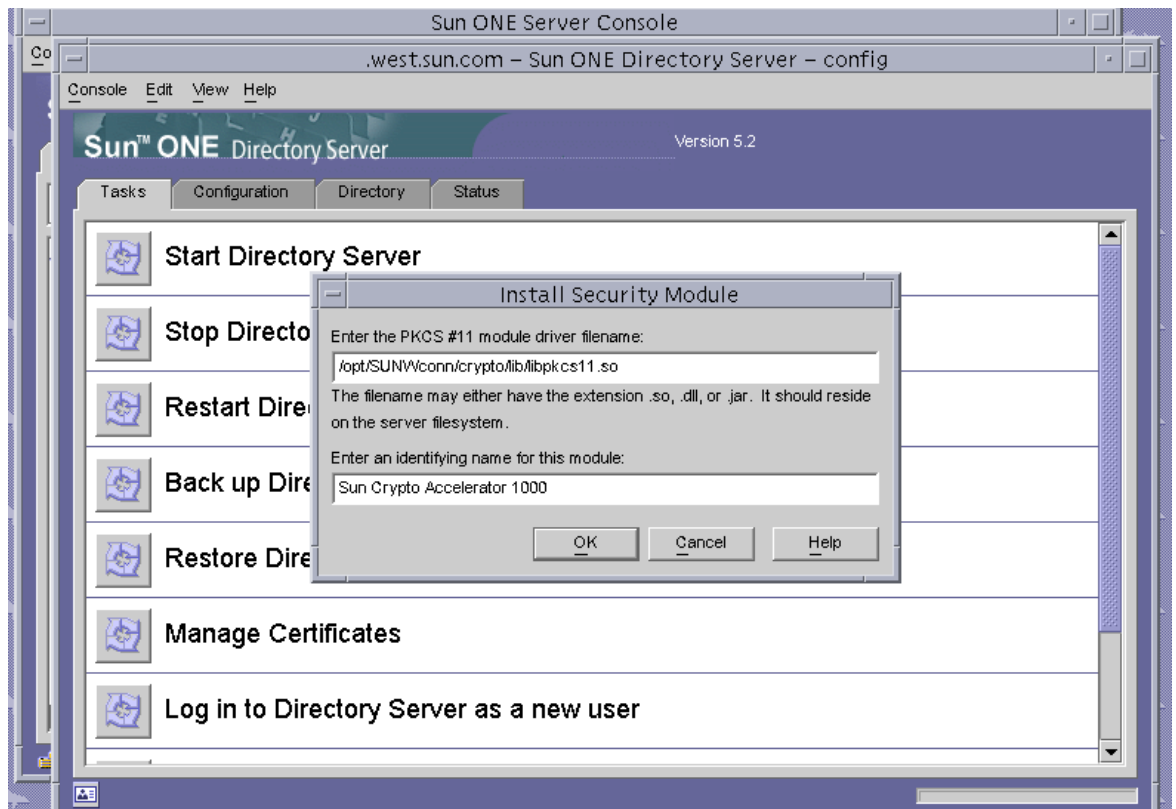 Sun ONE Server Console
Co
.west.sun.com – Sun ONE Directory Server – config
Console Edit View Help
Sun™ ONE Directory Server
Version 5.2
Tasks Configuration Directory Status
Start Directory Server
Install Security Module
Stop Directo
Enter the PKCS #11 module driver filename:
/opt/SUNWconn/crypto/lib/libpkcs11.so
The filename may either have the extension .so, .dll, or .jar. It should reside
on the server filesystem.
Restart Dire
Enter an identifying name for this module:
Sun Crypto Accelerator 1000
Back up Dire
OK Cancel Help
Restore Dire
Manage Certificates
Log in to Directory Server as a new user